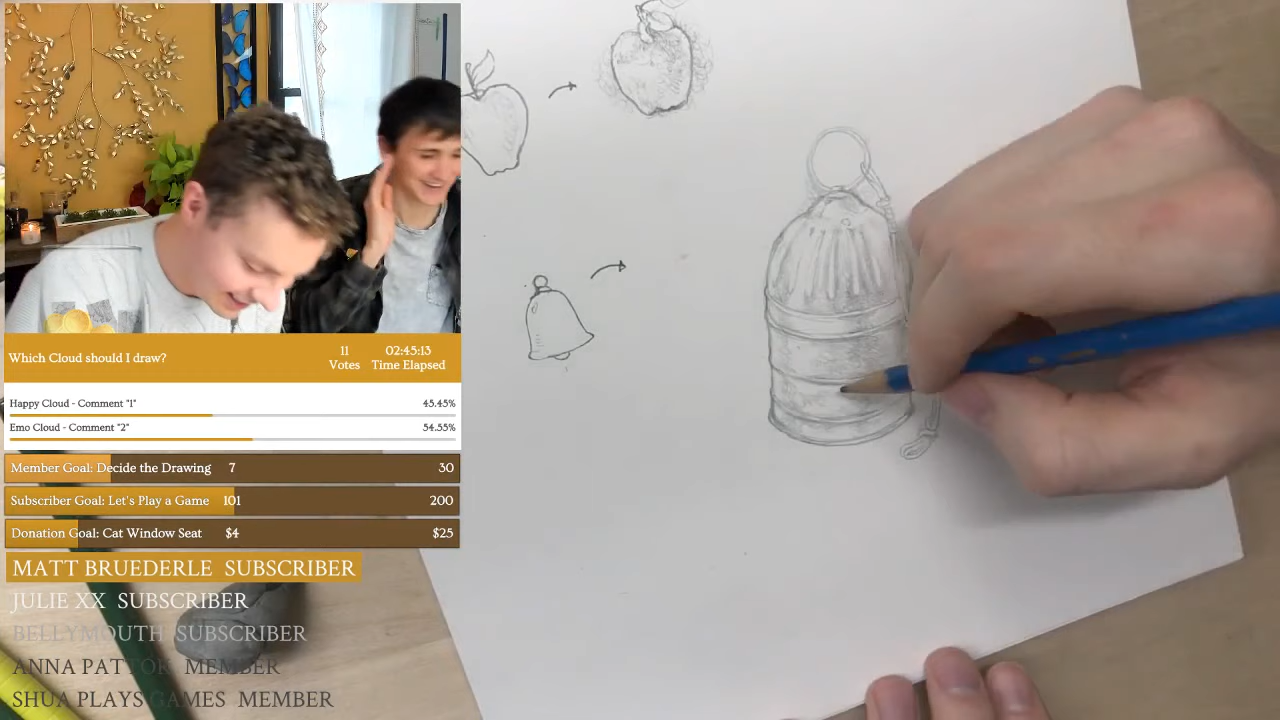 Which Cloud should I draw?
11 02:45:13
Votes Time Elapsed
Happy Cloud - Comment "1" 45.45%
Emo Cloud - Comment "2" 54.55%
Member Goal: Decide the Drawing 7 30
Subscriber Goal: Let's Play a Game 101 200
Donation Goal: Cat Window Seat $4 $25
MATT BRUEDERLE SUBSCRIBER
JULIE XX SUBSCRIBER
BELLYMOUTH SUBSCRIBER
ANNA PATTOK MEMBER
SHUA PLAYS GAMES MEMBER